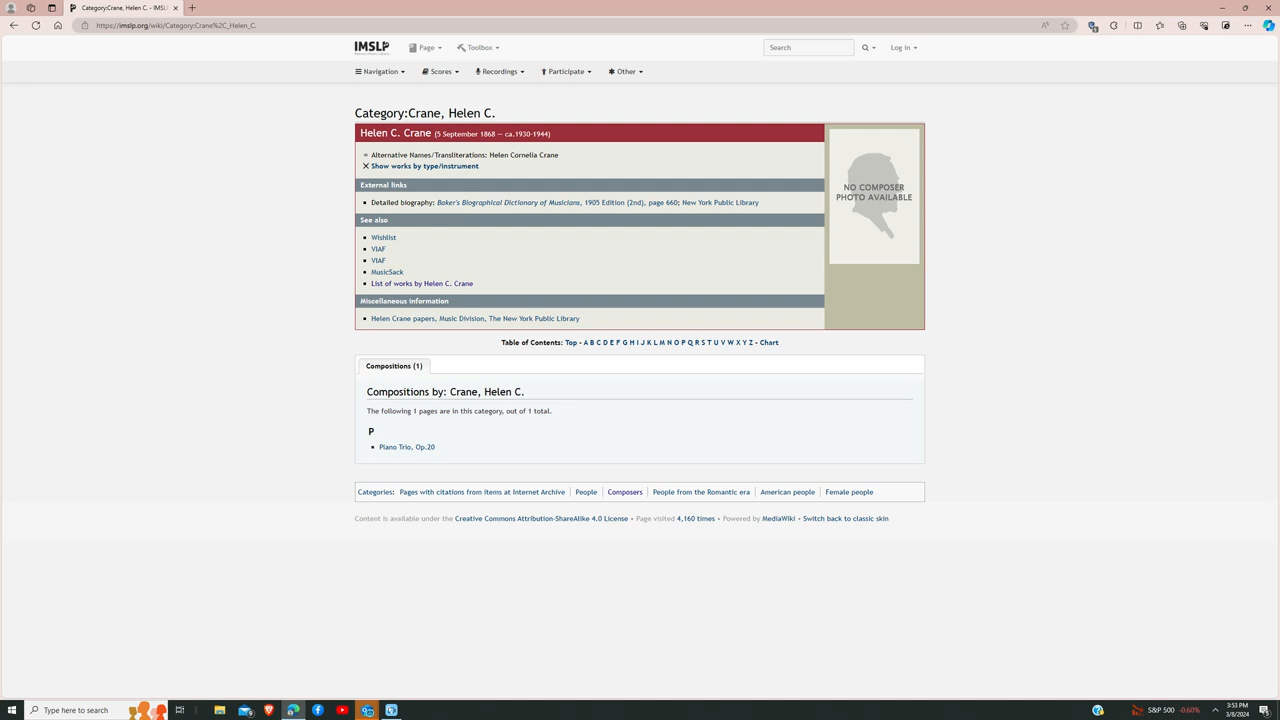 Category:Crane, Helen C. - IMSL
https://imslp.org/wiki/Category:Crane%2C_Helen_C.
IMSLP
Page
Toolbox
Search
Log in
Navigation
Scores
Recordings
Participate
Other
Category:Crane, Helen C.
Helen C. Crane (5 September 1868 — ca.1930-1944)
= Alternative Names/Transliterations: Helen Cornelia Crane
Show works by type/instrument
External links
Detailed biography: Baker's Biographical Dictionary of Musicians, 1905 Edition (2nd), page 660; New York Public Library
See also
Wishlist
VIAF
VIAF
MusicSack
List of works by Helen C. Crane
Miscellaneous information
Helen Crane papers, Music Division, The New York Public Library
NO COMPOSER
PHOTO AVAILABLE
Table of Contents: Top - A B C D E F G H I J K L M N O P Q R S T U V W X Y Z - Chart
Compositions (1)
Compositions by: Crane, Helen C.
The following 1 pages are in this category, out of 1 total.
P
Piano Trio, Op.20
Categories: Pages with citations from items at Internet Archive | People | Composers | People from the Romantic era | American people | Female people
Content is available under the Creative Commons Attribution-ShareAlike 4.0 License • Page visited 4,160 times • Powered by MediaWiki • Switch back to classic skin
Type here to search
S&P 500 -0.60%
3:53 PM
3/8/2024